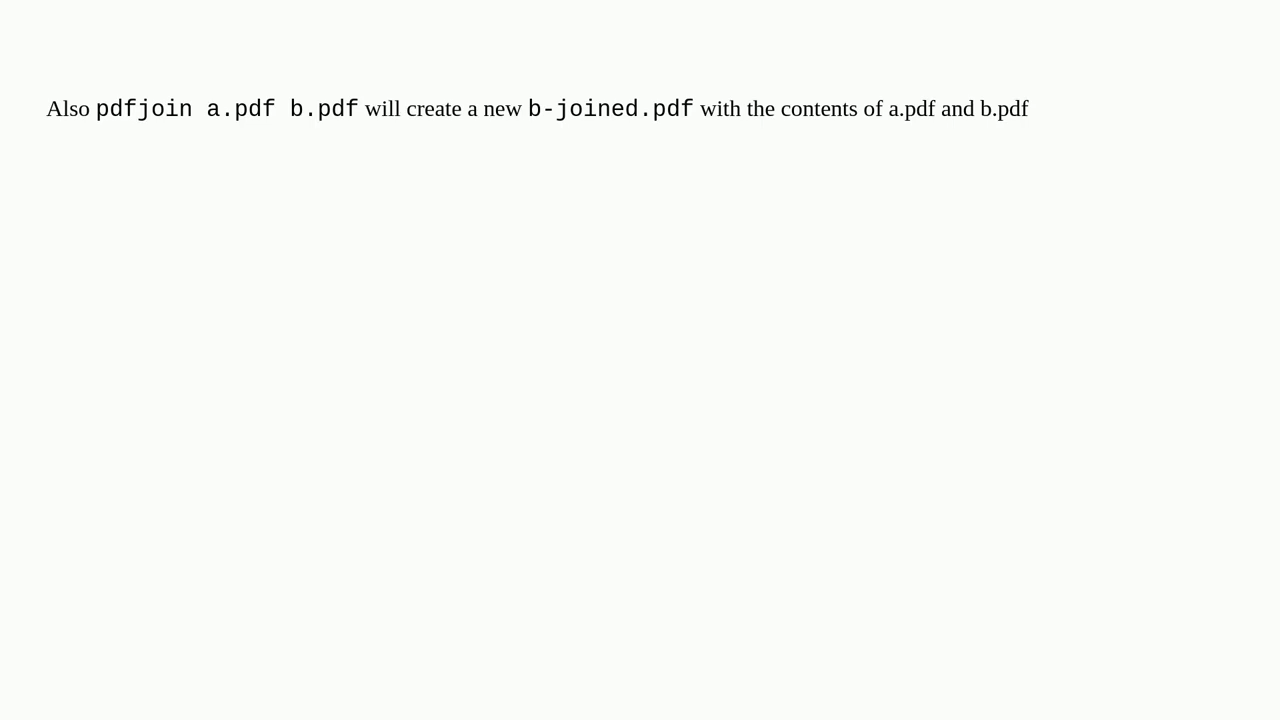 Also pdfjoin a.pdf b.pdf will create a new b-joined.pdf with the contents of a.pdf and b.pdf